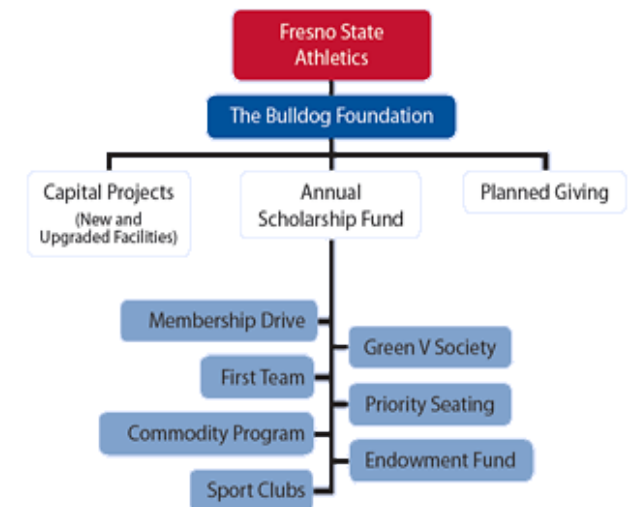 Fresno State
Athletics
The Bulldog Foundation
Capital Projects
(New and
Upgraded Facilities)
Annual
Scholarship Fund
Planned Giving
Membership Drive
Green V Society
First Team
Priority Seating
Commodity Program
Endowment Fund
Sport Clubs